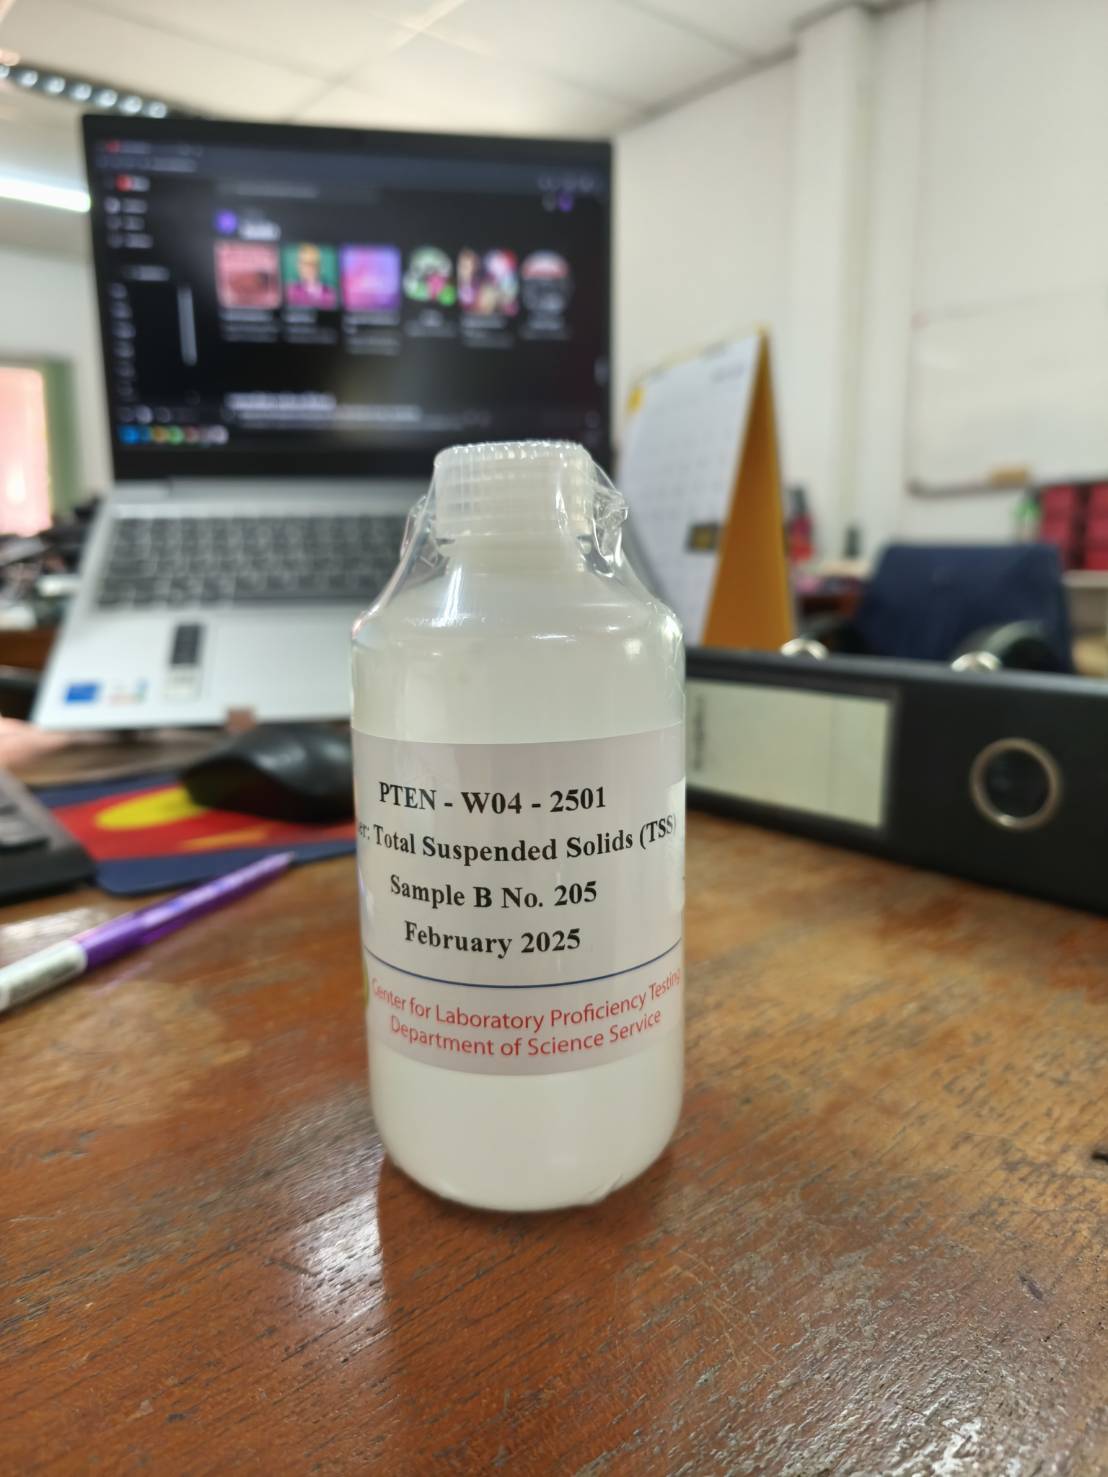 PTEN - W04 - 2501
er: Total Suspended Solids (TSS)
Sample B No. 205
February 2025
Center for Laboratory Proficiency Testing
Department of Science Service